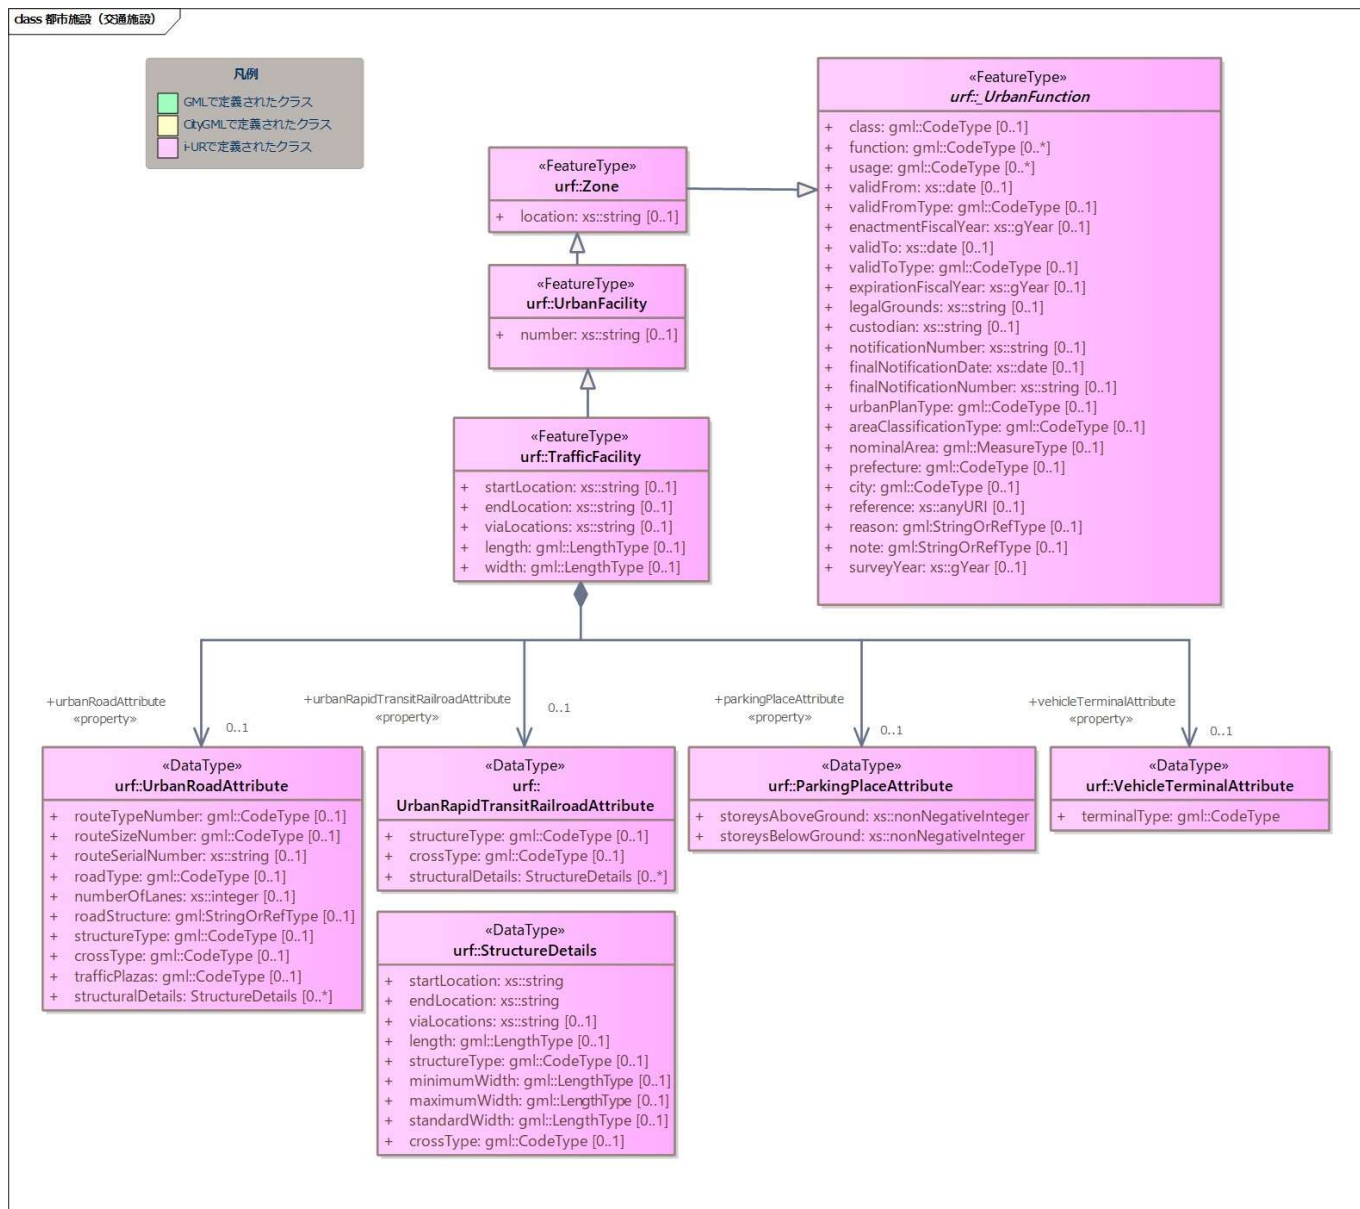 class 都市施設（交通施設）
凡例
GMLで定義されたクラス
CityGMLで定義されたクラス
i-URで定義されたクラス
«FeatureType»
urf::_UrbanFunction
+ class: gml::CodeType [0..1]
+ function: gml::CodeType [0..*]
+ usage: gml::CodeType [0..*]
+ validFrom: xs::date [0..1]
+ validFromType: gml::CodeType [0..1]
+ enactmentFiscalYear: xs::gYear [0..1]
+ validTo: xs::date [0..1]
+ validToType: gml::CodeType [0..1]
+ expirationFiscalYear: xs::gYear [0..1]
+ legalGrounds: xs::string [0..1]
+ custodian: xs::string [0..1]
+ notificationNumber: xs::string [0..1]
+ finalNotificationDate: xs::date [0..1]
+ finalNotificationNumber: xs::string [0..1]
+ urbanPlanType: gml::CodeType [0..1]
+ areaClassificationType: gml::CodeType [0..1]
+ nominalArea: gml::MeasureType [0..1]
+ prefecture: gml::CodeType [0..1]
+ city: gml::CodeType [0..1]
+ reference: xs::anyURI [0..1]
+ reason: gml:StringOrRefType [0..1]
+ note: gml:StringOrRefType [0..1]
+ surveyYear: xs::gYear [0..1]
«FeatureType»
urf::Zone
+ location: xs::string [0..1]
«FeatureType»
urf::UrbanFacility
+ number: xs::string [0..1]
«FeatureType»
urf::TrafficFacility
+ startLocation: xs::string [0..1]
+ endLocation: xs::string [0..1]
+ viaLocations: xs::string [0..1]
+ length: gml::LengthType [0..1]
+ width: gml::LengthType [0..1]
+urbanRoadAttribute
«property»
0..1
+urbanRapidTransitRailroadAttribute
«property»
0..1
+parkingPlaceAttribute
«property»
0..1
+vehicleTerminalAttribute
«property»
0..1
«DataType»
urf::UrbanRoadAttribute
+ routeTypeNumber: gml::CodeType [0..1]
+ routeSizeNumber: gml::CodeType [0..1]
+ routeSerialNumber: xs::string [0..1]
+ roadType: gml::CodeType [0..1]
+ numberOfLanes: xs::integer [0..1]
+ roadStructure: gml:StringOrRefType [0..1]
+ structureType: gml::CodeType [0..1]
+ crossType: gml::CodeType [0..1]
+ trafficPlazas: gml::CodeType [0..1]
+ structuralDetails: StructureDetails [0..*]
«DataType»
urf::
UrbanRapidTransitRailroadAttribute
+ structureType: gml::CodeType [0..1]
+ crossType: gml::CodeType [0..1]
+ structuralDetails: StructureDetails [0..*]
«DataType»
urf::ParkingPlaceAttribute
+ storeysAboveGround: xs::nonNegativeInteger
+ storeysBelowGround: xs::nonNegativeInteger
«DataType»
urf::VehicleTerminalAttribute
+ terminalType: gml::CodeType
«DataType»
urf::StructureDetails
+ startLocation: xs::string
+ endLocation: xs::string
+ viaLocations: xs::string [0..1]
+ length: gml::LengthType [0..1]
+ structureType: gml::CodeType [0..1]
+ minimumWidth: gml::LengthType [0..1]
+ maximumWidth: gml::LengthType [0..1]
+ standardWidth: gml::LengthType [0..1]
+ crossType: gml::CodeType [0..1]